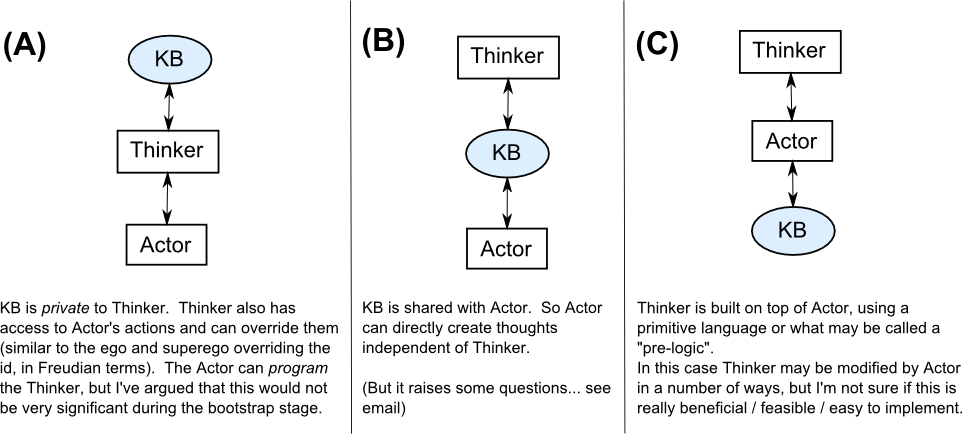 (A)
KB
Thinker
Actor
KB is private to Thinker. Thinker also has
access to Actor's actions and can override them
(similar to the ego and superego overriding the
id, in Freudian terms). The Actor can program
the Thinker, but I've argued that this would not
be very significant during the bootstrap stage.
(B)
Thinker
KB
Actor
KB is shared with Actor. So Actor
can directly create thoughts
independent of Thinker.
(But it raises some questions... see
email)
(C)
Thinker
Actor
KB
Thinker is built on top of Actor, using a
primitive language or what may be called a
"pre-logic".
In this case Thinker may be modified by Actor
in a number of ways, but I'm not sure if this is
really beneficial / feasible / easy to implement.